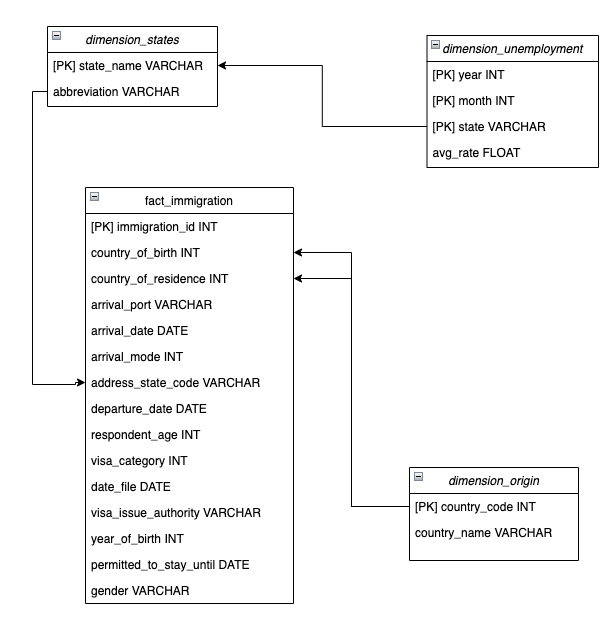 dimension_states
[PK] state_name VARCHAR
abbreviation VARCHAR
dimension_unemployment
[PK] year INT
[PK] month INT
[PK] state VARCHAR
avg_rate FLOAT
fact_immigration
[PK] immigration_id INT
country_of_birth INT
country_of_residence INT
arrival_port VARCHAR
arrival_date DATE
arrival_mode INT
address_state_code VARCHAR
departure_date DATE
respondent_age INT
visa_category INT
date_file DATE
visa_issue_authority VARCHAR
year_of_birth INT
permitted_to_stay_until DATE
gender VARCHAR
dimension_origin
[PK] country_code INT
country_name VARCHAR